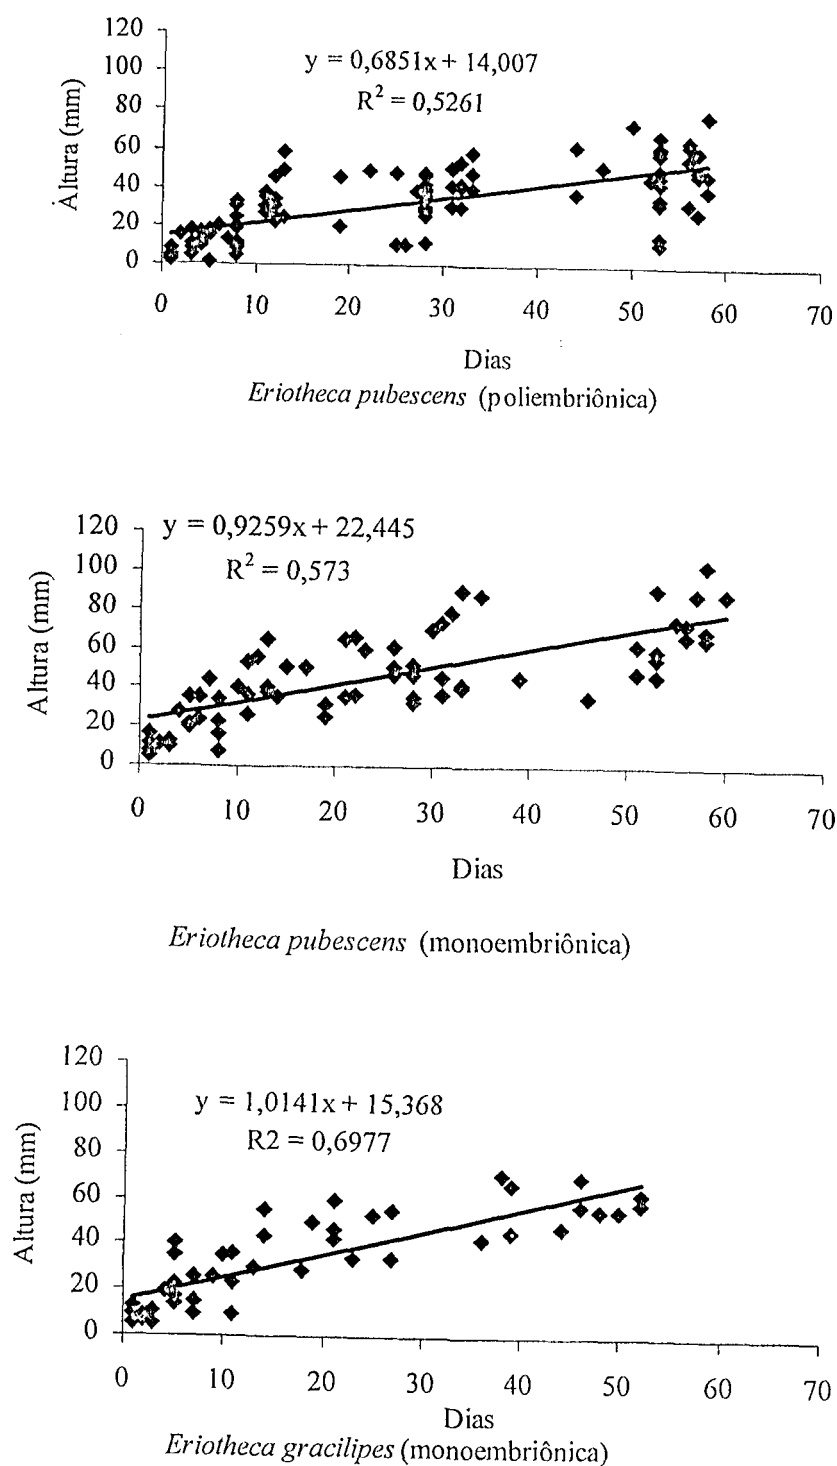 y = 0,6851x + 14,007
R² = 0,5261
Altura (mm)
120
100
80
60
40
20
0
0 10 20 30 40 50 60 70
Dias
Eriotheca pubescens (poliembriônica)
y = 0,9259x + 22,445
R² = 0,573
Altura (mm)
120
100
80
60
40
20
0
0 10 20 30 40 50 60 70
Dias
Eriotheca pubescens (monoembriônica)
y = 1,0141x + 15,368
R2 = 0,6977
Altura (mm)
120
100
80
60
40
20
0
0 10 20 30 40 50 60 70
Dias
Eriotheca gracilipes (monoembriônica)